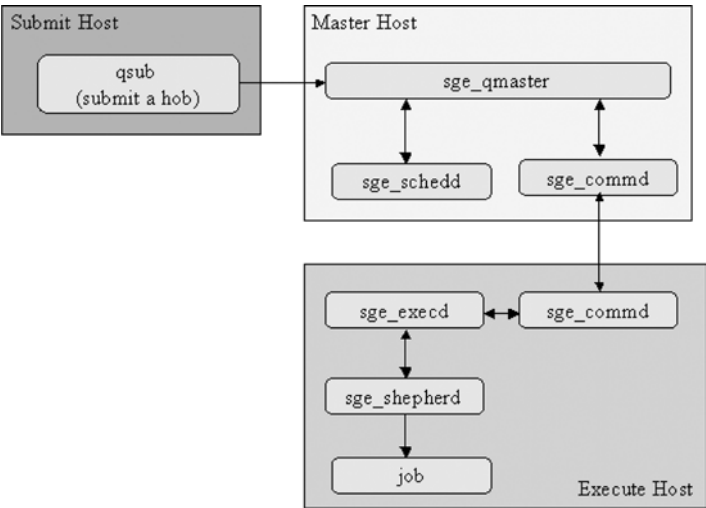 Submit Host
qsub
(submit a hob)
Master Host
sge_qmaster
sge_schedd
sge_commd
sge_execd
sge_commd
sge_shepherd
job
Execute Host